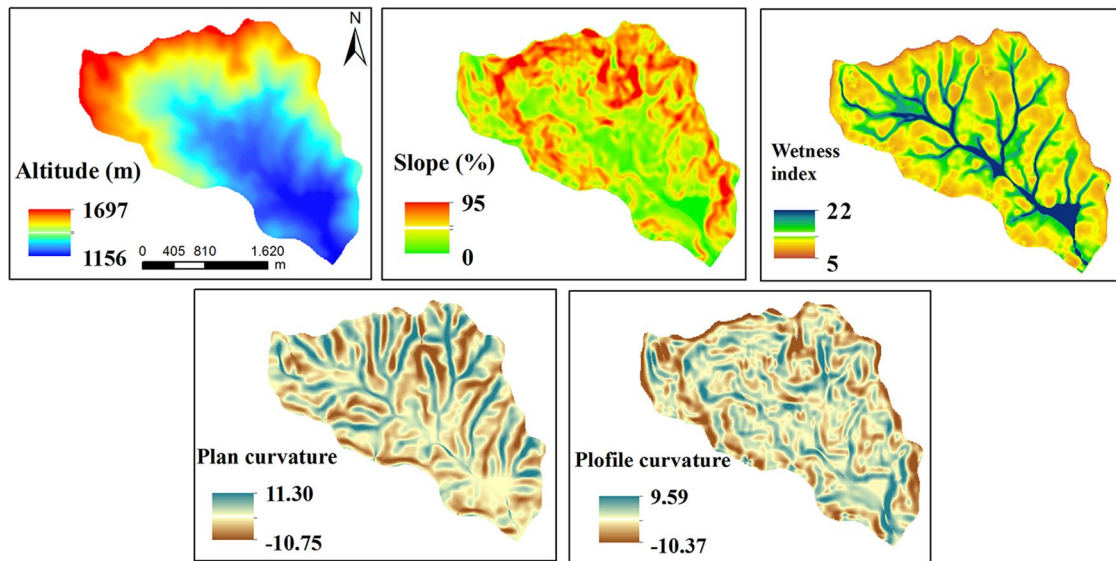 N
Altitude (m)
1697
1156
0 405 810 1.620
m
Slope (%)
95
0
Wetness
index
22
5
Plan curvature
11.30
-10.75
Plofile curvature
9.59
-10.37